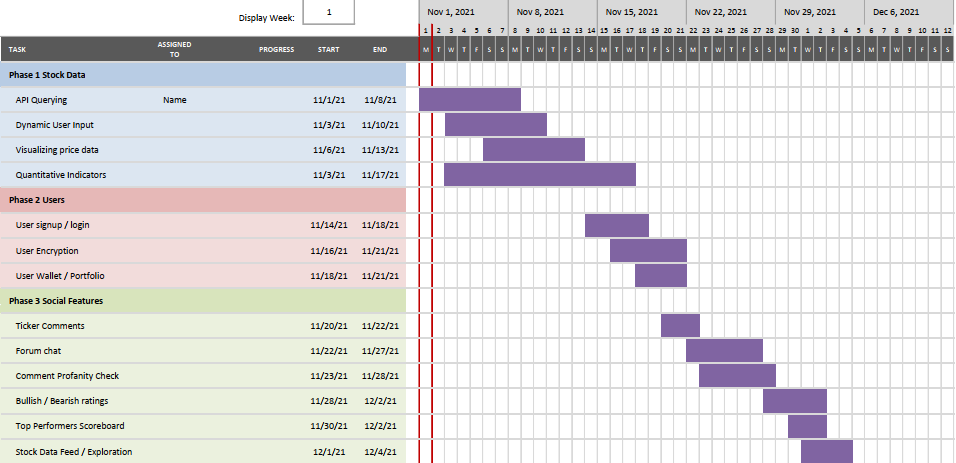 Display Week: 1
Nov 1, 2021 Nov 8, 2021 Nov 15, 2021 Nov 22, 2021 Nov 29, 2021 Dec 6, 2021
1 2 3 4 5 6 7 8 9 10 11 12 13 14 15 16 17 18 19 20 21 22 23 24 25 26 27 28 29 30 1 2 3 4 5 6 7 8 9 10 11 12
TASK ASSIGNED TO PROGRESS START END M T W T F S S M T W T F S S M T W T F S S M T W T F S S M T W T F S S M T W T F S S
Phase 1 Stock Data
API Querying Name 11/1/21 11/8/21
Dynamic User Input 11/3/21 11/10/21
Visualizing price data 11/6/21 11/13/21
Quantitative Indicators 11/3/21 11/17/21
Phase 2 Users
User signup / login 11/14/21 11/18/21
User Encryption 11/16/21 11/21/21
User Wallet / Portfolio 11/18/21 11/21/21
Phase 3 Social Features
Ticker Comments 11/20/21 11/22/21
Forum chat 11/22/21 11/27/21
Comment Profanity Check 11/23/21 11/28/21
Bullish / Bearish ratings 11/28/21 12/2/21
Top Performers Scoreboard 11/30/21 12/2/21
Stock Data Feed / Exploration 12/1/21 12/4/21